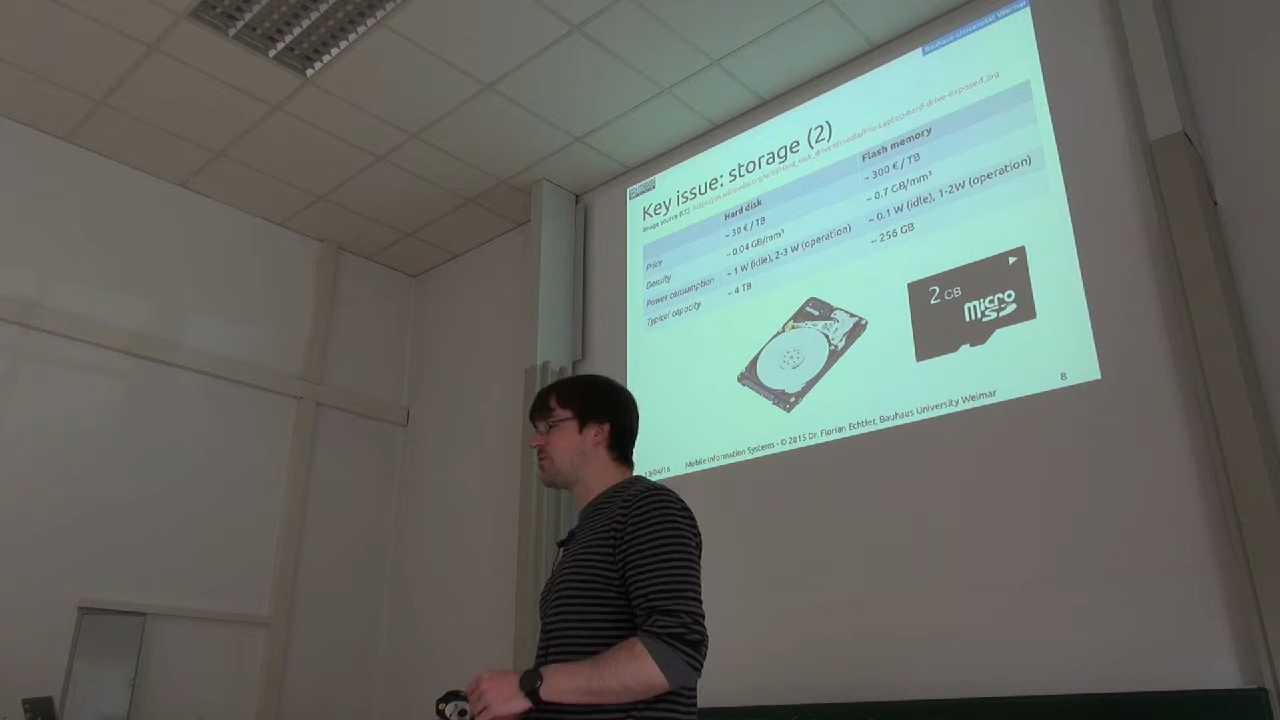 Bauhaus-Universität Weimar
Key issue: storage (2)
Hard disk Flash memory
Price ~ 30 € / TB ~ 300 € / TB
Density ~ 0.04 GB/mm³ ~ 0.7 GB/mm³
Power consumption ~ 1 W (idle), 2-3 W (operation) ~ 0.1 W (idle), 1-2W (operation)
Typical capacity ~ 4 TB ~ 256 GB
2 GB
micro
SD
13/04/16 Mobile Information Systems - © 2015 Dr. Florian Echtler, Bauhaus University Weimar 8